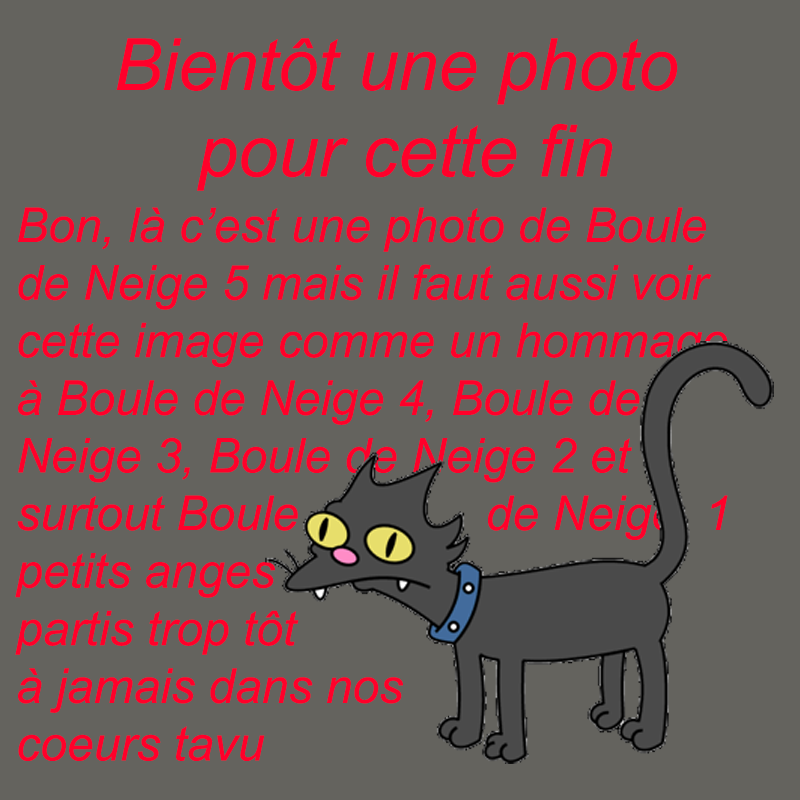 Bientôt une photo
pour cette fin
Bon, là c’est une photo de Boule
de Neige 5 mais il faut aussi voir
cette image comme un hommage
à Boule de Neige 4, Boule de
Neige 3, Boule de Neige 2 et
surtout Boule de Neige 1
petits anges
partis trop tôt
à jamais dans nos
coeurs tavu